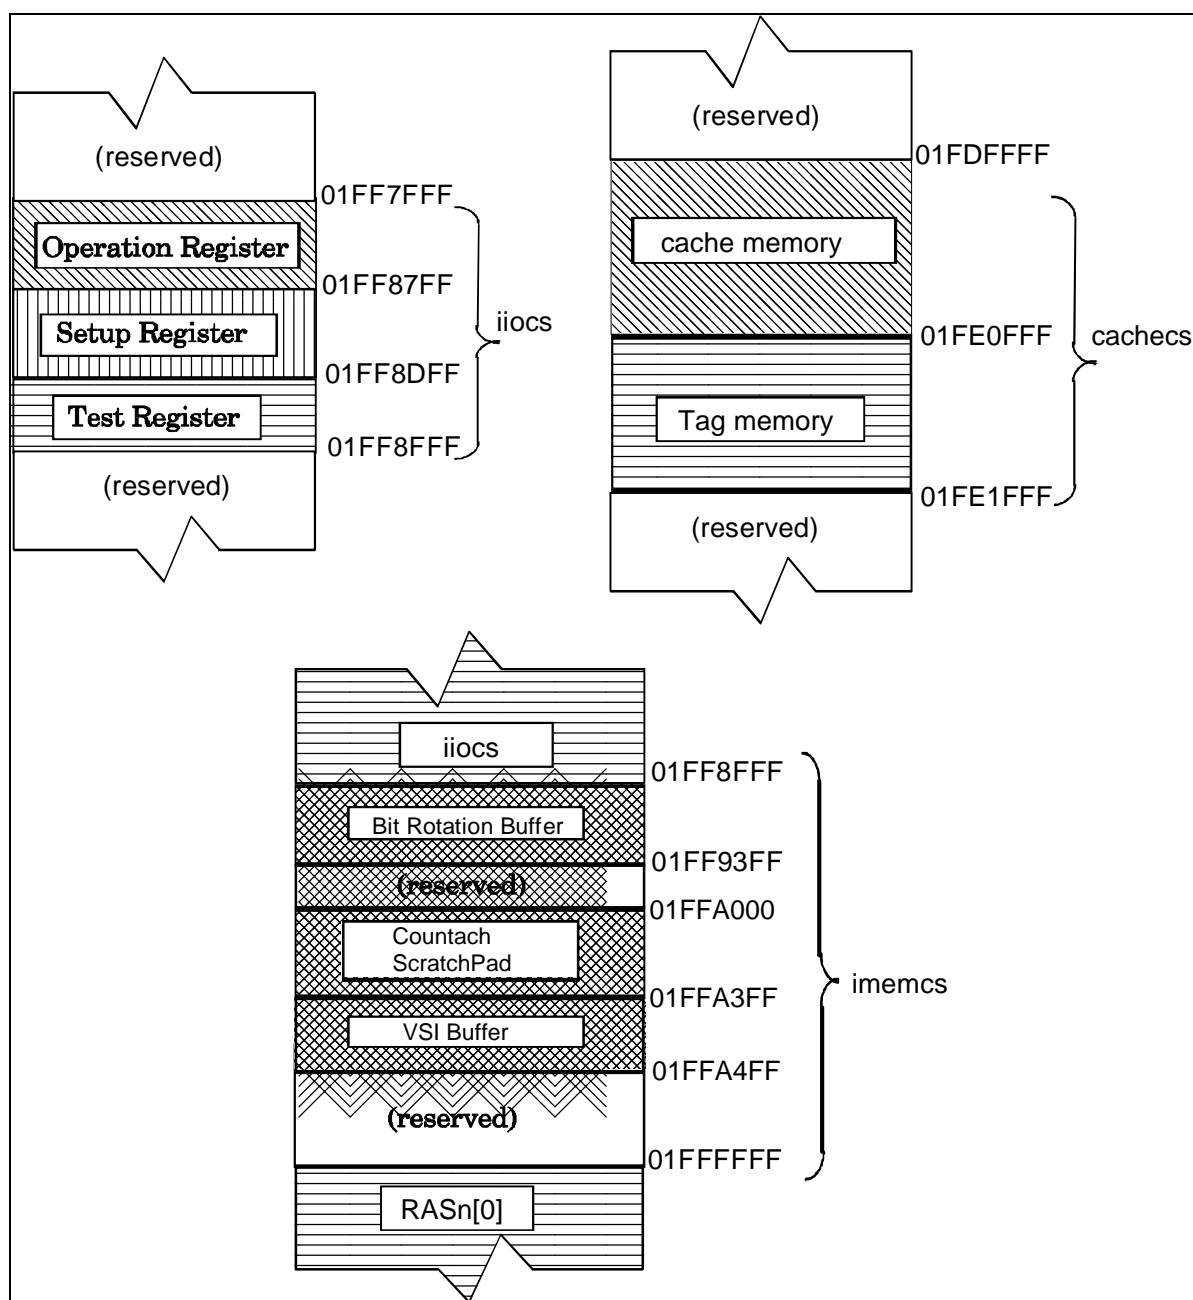 (reserved)
01FF7FFF
Operation Register
01FF87FF
Setup Register
iiocs
01FF8DFF
Test Register
01FF8FFF
(reserved)
(reserved)
01FDFFFF
cache memory
01FE0FFF
cachecs
Tag memory
01FE1FFF
(reserved)
iiocs
01FF8FFF
Bit Rotation Buffer
01FF93FF
(reserved)
01FFA000
Countach
ScratchPad
imemcs
01FFA3FF
VSI Buffer
01FFA4FF
(reserved)
01FFFFFF
RASn[0]